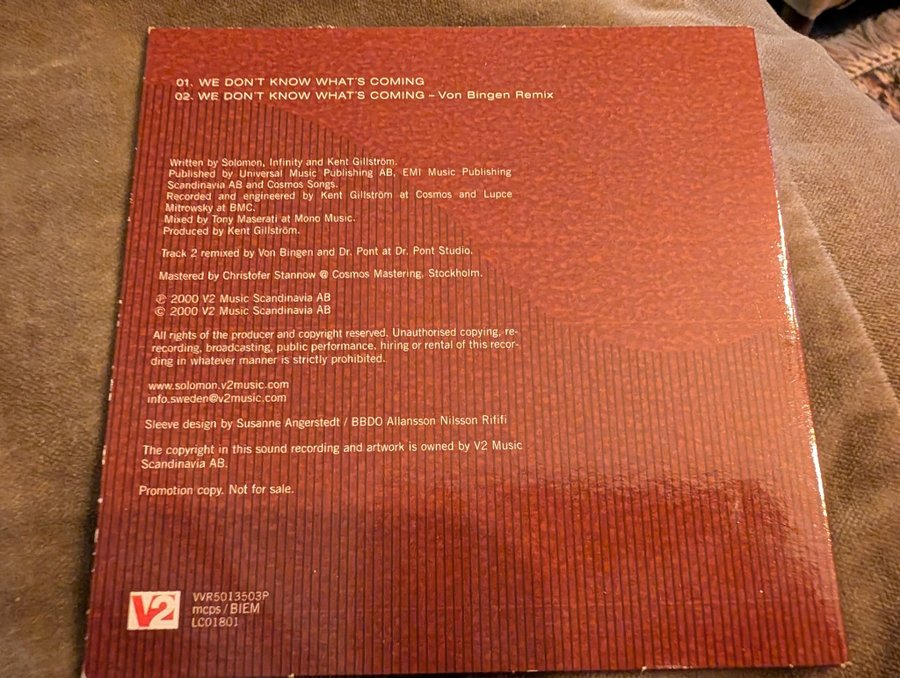 01. WE DON'T KNOW WHAT'S COMING
02. WE DON'T KNOW WHAT'S COMING – Von Bingen Remix
Written by Solomon, Infinity and Kent Gillström.
Published by Universal Music Publishing AB, EMI Music Publishing
Scandinavia AB and Cosmos Songs.
Recorded and engineered by Kent Gillström at Cosmos and Lupce
Mitrowsky at BMC.
Mixed by Tony Maserati at Mono Music.
Produced by Kent Gillström.
Track 2 remixed by Von Bingen and Dr. Pont at Dr. Pont Studio.
Mastered by Christofer Stannow @ Cosmos Mastering, Stockholm.
℗ 2000 V2 Music Scandinavia AB
© 2000 V2 Music Scandinavia AB
All rights of the producer and copyright reserved. Unauthorised copying, re-
recording, broadcasting, public performance, hiring or rental of this recor-
ding in whatever manner is strictly prohibited.
www.solomon.v2music.com
info.sweden@v2music.com
Sleeve design by Susanne Angerstedt / BBDO Allansson Nilsson Rififi
The copyright in this sound recording and artwork is owned by V2 Music
Scandinavia AB.
Promotion copy. Not for sale.
V2
VVR5013503P
mcps / BIEM
LC01801